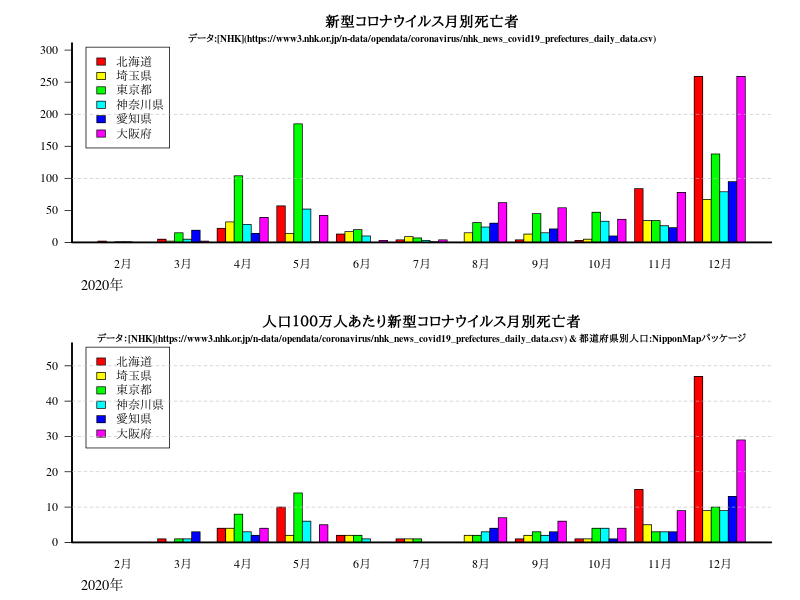 新型コロナウイルス月別死亡者
データ:[NHK](https://www3.nhk.or.jp/n-data/opendata/coronavirus/nhk_news_covid19_prefectures_daily_data.csv)
300
250
200
150
100
50
0
北海道
埼玉県
東京都
神奈川県
愛知県
大阪府
2月 3月 4月 5月 6月 7月 8月 9月 10月 11月 12月
2020年
人口100万人あたり新型コロナウイルス月別死亡者
データ:[NHK](https://www3.nhk.or.jp/n-data/opendata/coronavirus/nhk_news_covid19_prefectures_daily_data.csv) & 都道府県別人口:NipponMapパッケージ
50
40
30
20
10
0
北海道
埼玉県
東京都
神奈川県
愛知県
大阪府
2月 3月 4月 5月 6月 7月 8月 9月 10月 11月 12月
2020年